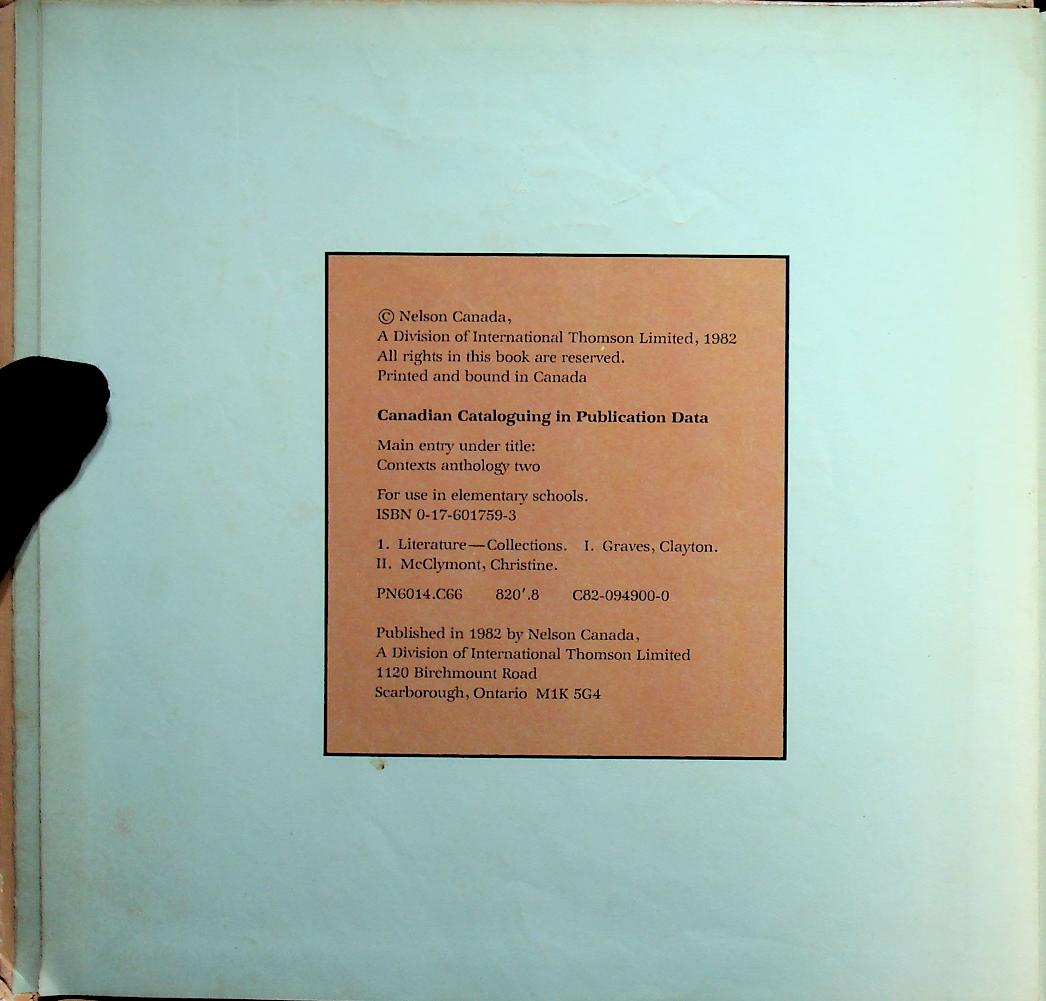 © Nelson Canada,
A Division of International Thomson Limited, 1982
All rights in this book are reserved.
Printed and bound in Canada
Canadian Cataloguing in Publication Data
Main entry under title:
Contexts anthology two
For use in elementary schools.
ISBN 0-17-601759-3
1. Literature—Collections. I. Graves, Clayton.
II. McClymont, Christine.
PN6014.C66 820′.8 C82-094900-0
Published in 1982 by Nelson Canada,
A Division of International Thomson Limited
1120 Birchmount Road
Scarborough, Ontario M1K 5G4